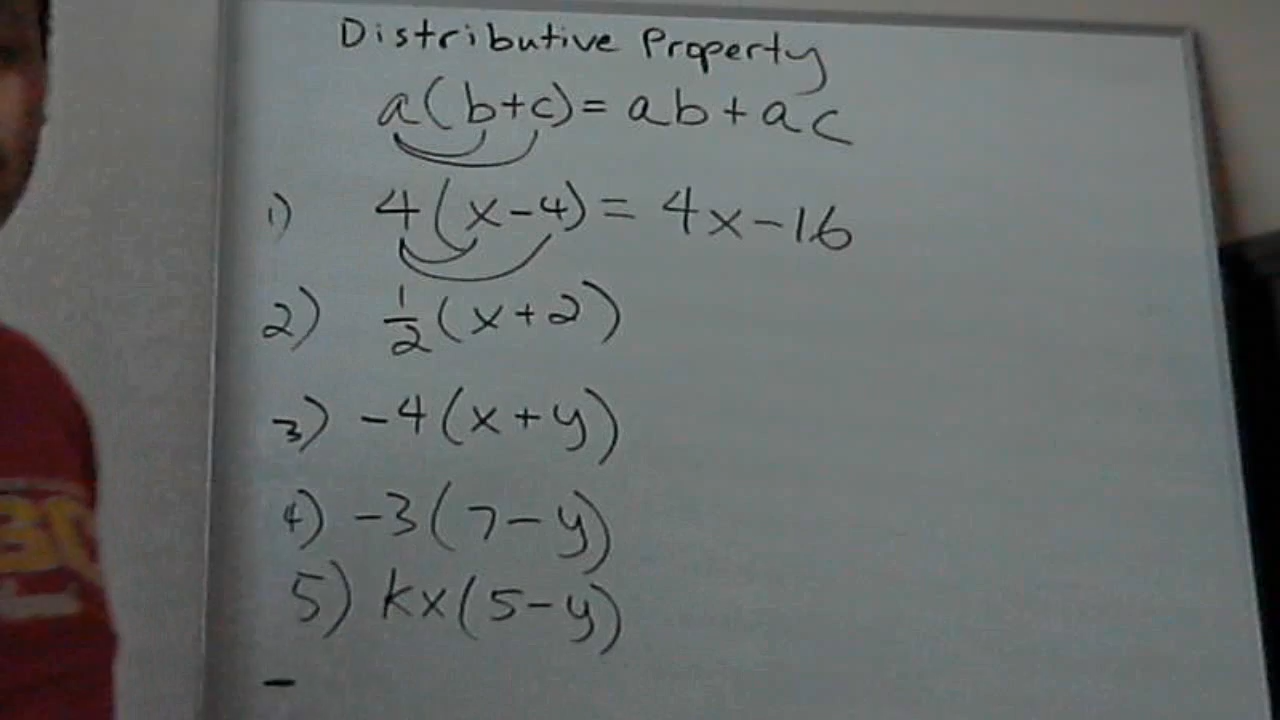 Distributive Property
a(b+c)=ab+ac
1) 4(x-4)=4x-16
2) 1/2(x+2)
3) -4(x+y)
4) -3(7-y)
5) kx(5-y)
-